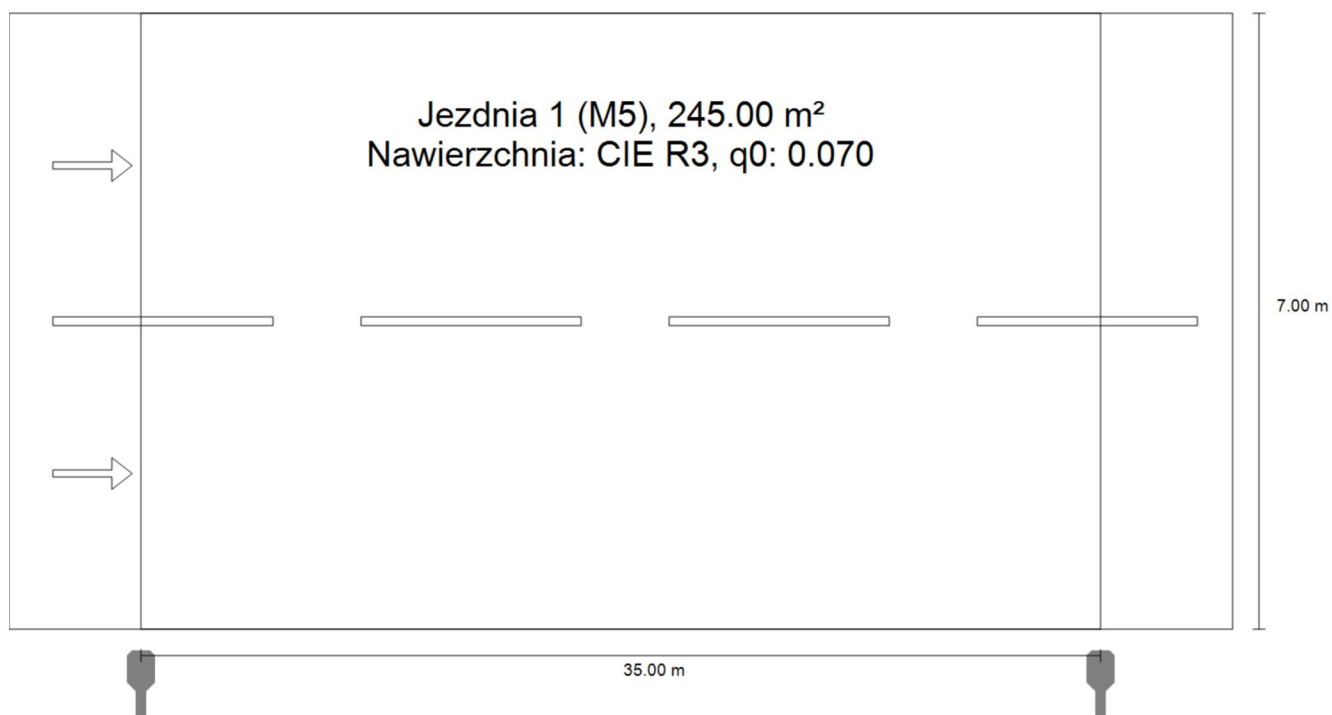 Jezdnia 1 (M5), 245.00 m²
Nawierzchnia: CIE R3, q0: 0.070
7.00 m
35.00 m